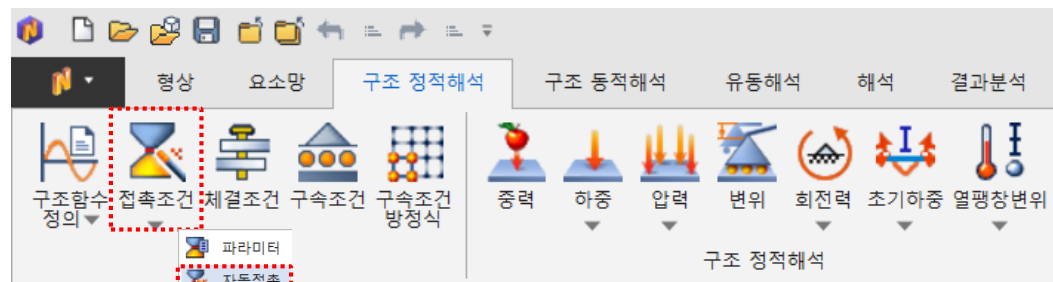 형상 요소망 구조 정적해석 구조 동적해석 유동해석 해석 결과분석
구조함수 정의 접촉조건 체결조건 구속조건 구속조건 방정식 중력 하중 압력 변위 회전력 초기하중 열팽창변위
파라미터
구조 정적해석
자동접촉